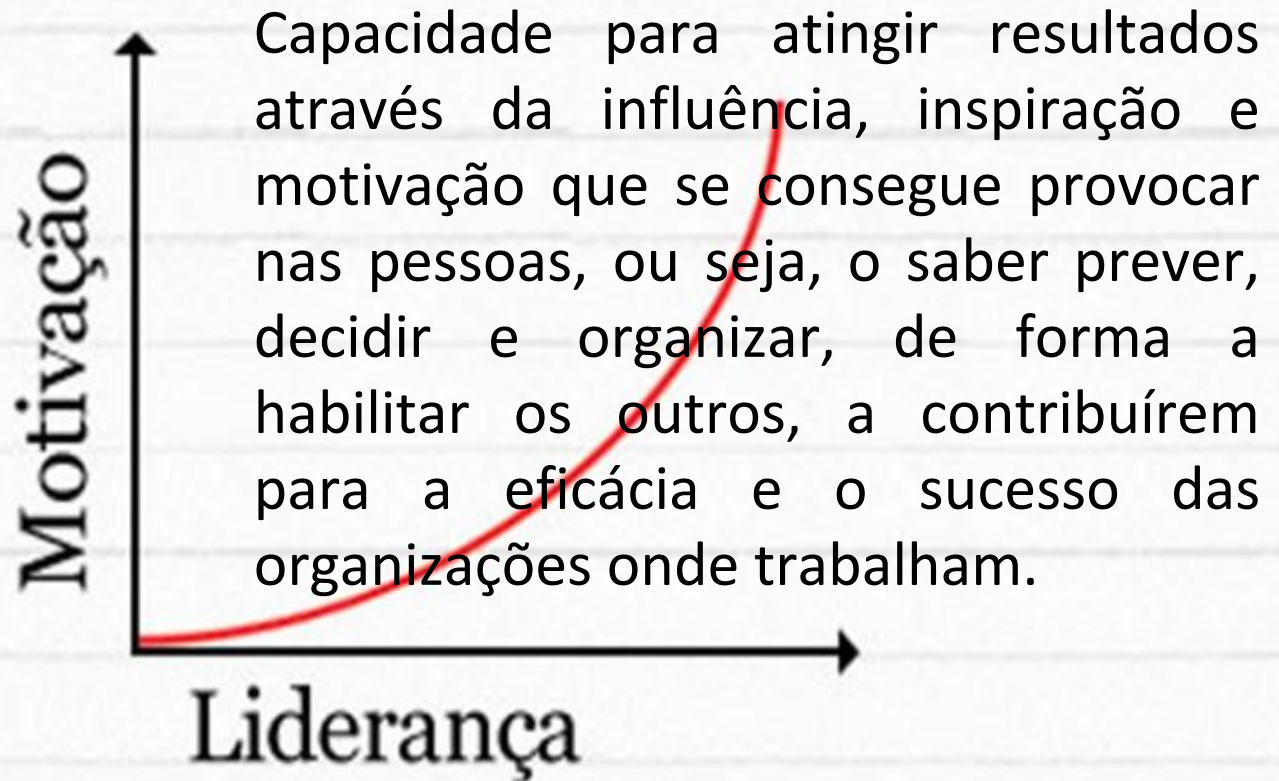 Capacidade para atingir resultados
através da influência, inspiração e
motivação que se consegue provocar
nas pessoas, ou seja, o saber prever,
decidir e organizar, de forma a
habilitar os outros, a contribuírem
para a eficácia e o sucesso das
organizações onde trabalham.
Motivação
Liderança